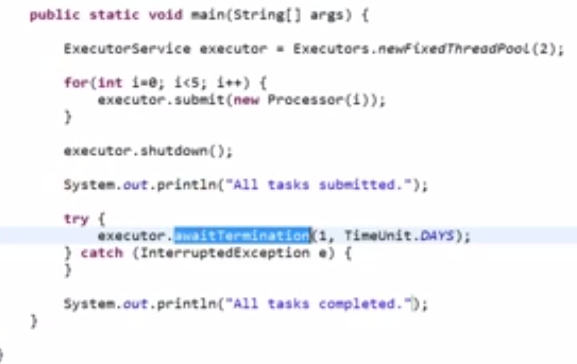 public static void main(String[] args) {
ExecutorService executor = Executors.newFixedThreadPool(2);
for(int i=0; i<5; i++) {
executor.submit(new Processor(i));
}
executor.shutdown();
System.out.println("All tasks submitted.");
try {
executor.awaitTermination(1, TimeUnit.DAYS);
} catch (InterruptedException e) {
}
System.out.println("All tasks completed.");
}
}